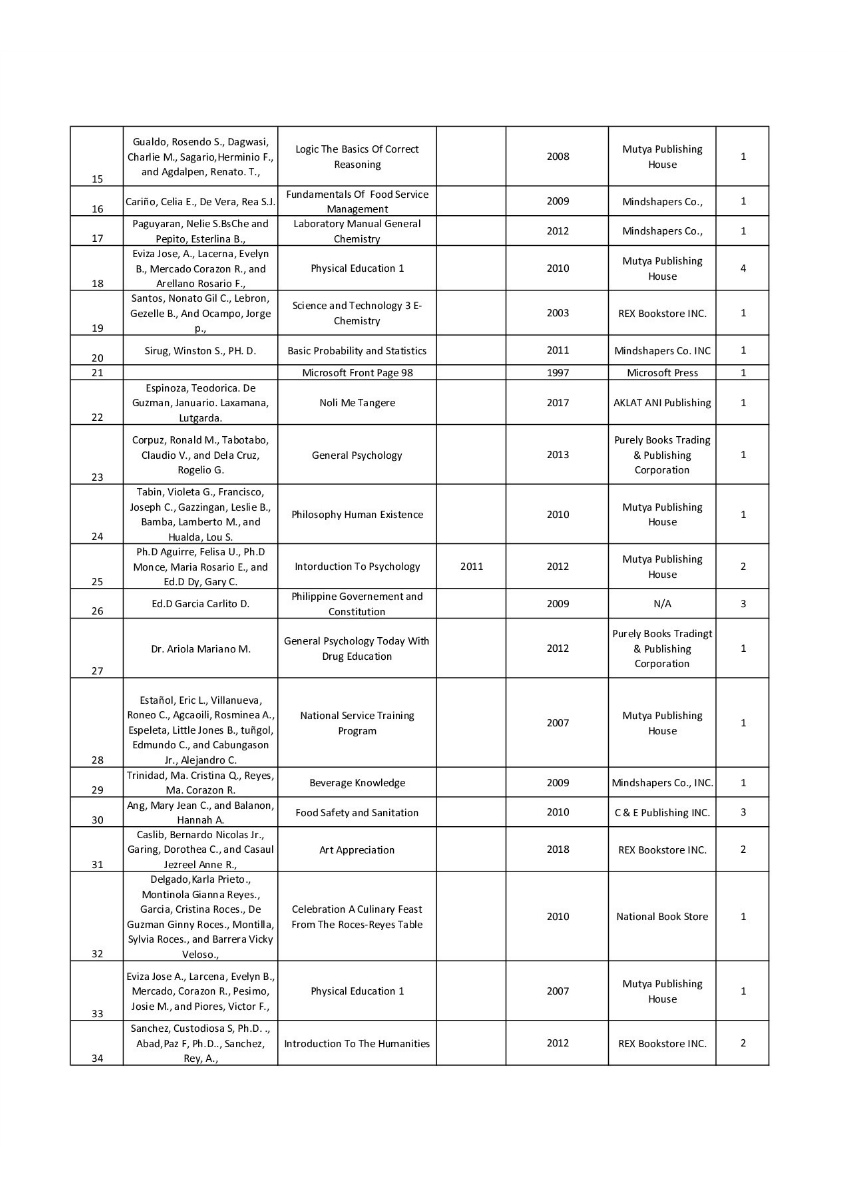 15 Gualdo, Rosendo S., Dagwasi, Charlie M., Sagario,Herminio F., and Agdalpen, Renato. T., Logic The Basics Of Correct Reasoning 2008 Mutya Publishing House 1
16 Cariño, Celia E., De Vera, Rea S.J. Fundamentals Of Food Service Management 2009 Mindshapers Co., 1
17 Paguyaran, Nelie S.BsChe and Pepito, Esterlina B., Laboratory Manual General Chemistry 2012 Mindshapers Co., 1
18 Eviza Jose, A., Lacerna, Evelyn B., Mercado Corazon R., and Arellano Rosario F., Physical Education 1 2010 Mutya Publishing House 4
19 Santos, Nonato Gil C., Lebron, Gezelle B., And Ocampo, Jorge p., Science and Technology 3 E-Chemistry 2003 REX Bookstore INC. 1
20 Sirug, Winston S., PH. D. Basic Probability and Statistics 2011 Mindshapers Co. INC 1
21 Microsoft Front Page 98 1997 Microsoft Press 1
22 Espinoza, Teodorica. De Guzman, Januario. Laxamana, Lutgarda. Noli Me Tangere 2017 AKLAT ANI Publishing 1
23 Corpuz, Ronald M., Tabotabo, Claudio V., and Dela Cruz, Rogelio G. General Psychology 2013 Purely Books Trading & Publishing Corporation 1
24 Tabin, Violeta G., Francisco, Joseph C., Gazzingan, Leslie B., Bamba, Lamberto M., and Hualda, Lou S. Philosophy Human Existence 2010 Mutya Publishing House 1
25 Ph.D Aguirre, Felisa U., Ph.D Monce, Maria Rosario E., and Ed.D Dy, Gary C. Intorduction To Psychology 2011 2012 Mutya Publishing House 2
26 Ed.D Garcia Carlito D. Philippine Governement and Constitution 2009 N/A 3
27 Dr. Ariola Mariano M. General Psychology Today With Drug Education 2012 Purely Books Tradingt & Publishing Corporation 1
28 Estañol, Eric L., Villanueva, Roneo C., Agcaoili, Rosminea A., Espeleta, Little Jones B., tuñgol, Edmundo C., and Cabungason Jr., Alejandro C. National Service Training Program 2007 Mutya Publishing House 1
29 Trinidad, Ma. Cristina Q., Reyes, Ma. Corazon R. Beverage Knowledge 2009 Mindshapers Co., INC. 1
30 Ang, Mary Jean C., and Balanon, Hannah A. Food Safety and Sanitation 2010 C & E Publishing INC. 3
31 Caslib, Bernardo Nicolas Jr., Garing, Dorothea C., and Casaul Jezreel Anne R., Art Appreciation 2018 REX Bookstore INC. 2
32 Delgado,Karla Prieto., Montinola Gianna Reyes., Garcia, Cristina Roces., De Guzman Ginny Roces., Montilla, Sylvia Roces., and Barrera Vicky Veloso., Celebration A Culinary Feast From The Roces-Reyes Table 2010 National Book Store 1
33 Eviza Jose A., Larcena, Evelyn B., Mercado, Corazon R., Pesimo, Josie M., and Piores, Victor F., Physical Education 1 2007 Mutya Publishing House 1
34 Sanchez, Custodiosa S, Ph.D. ., Abad,Paz F, Ph.D.., Sanchez, Rey, A., Introduction To The Humanities 2012 REX Bookstore INC. 2